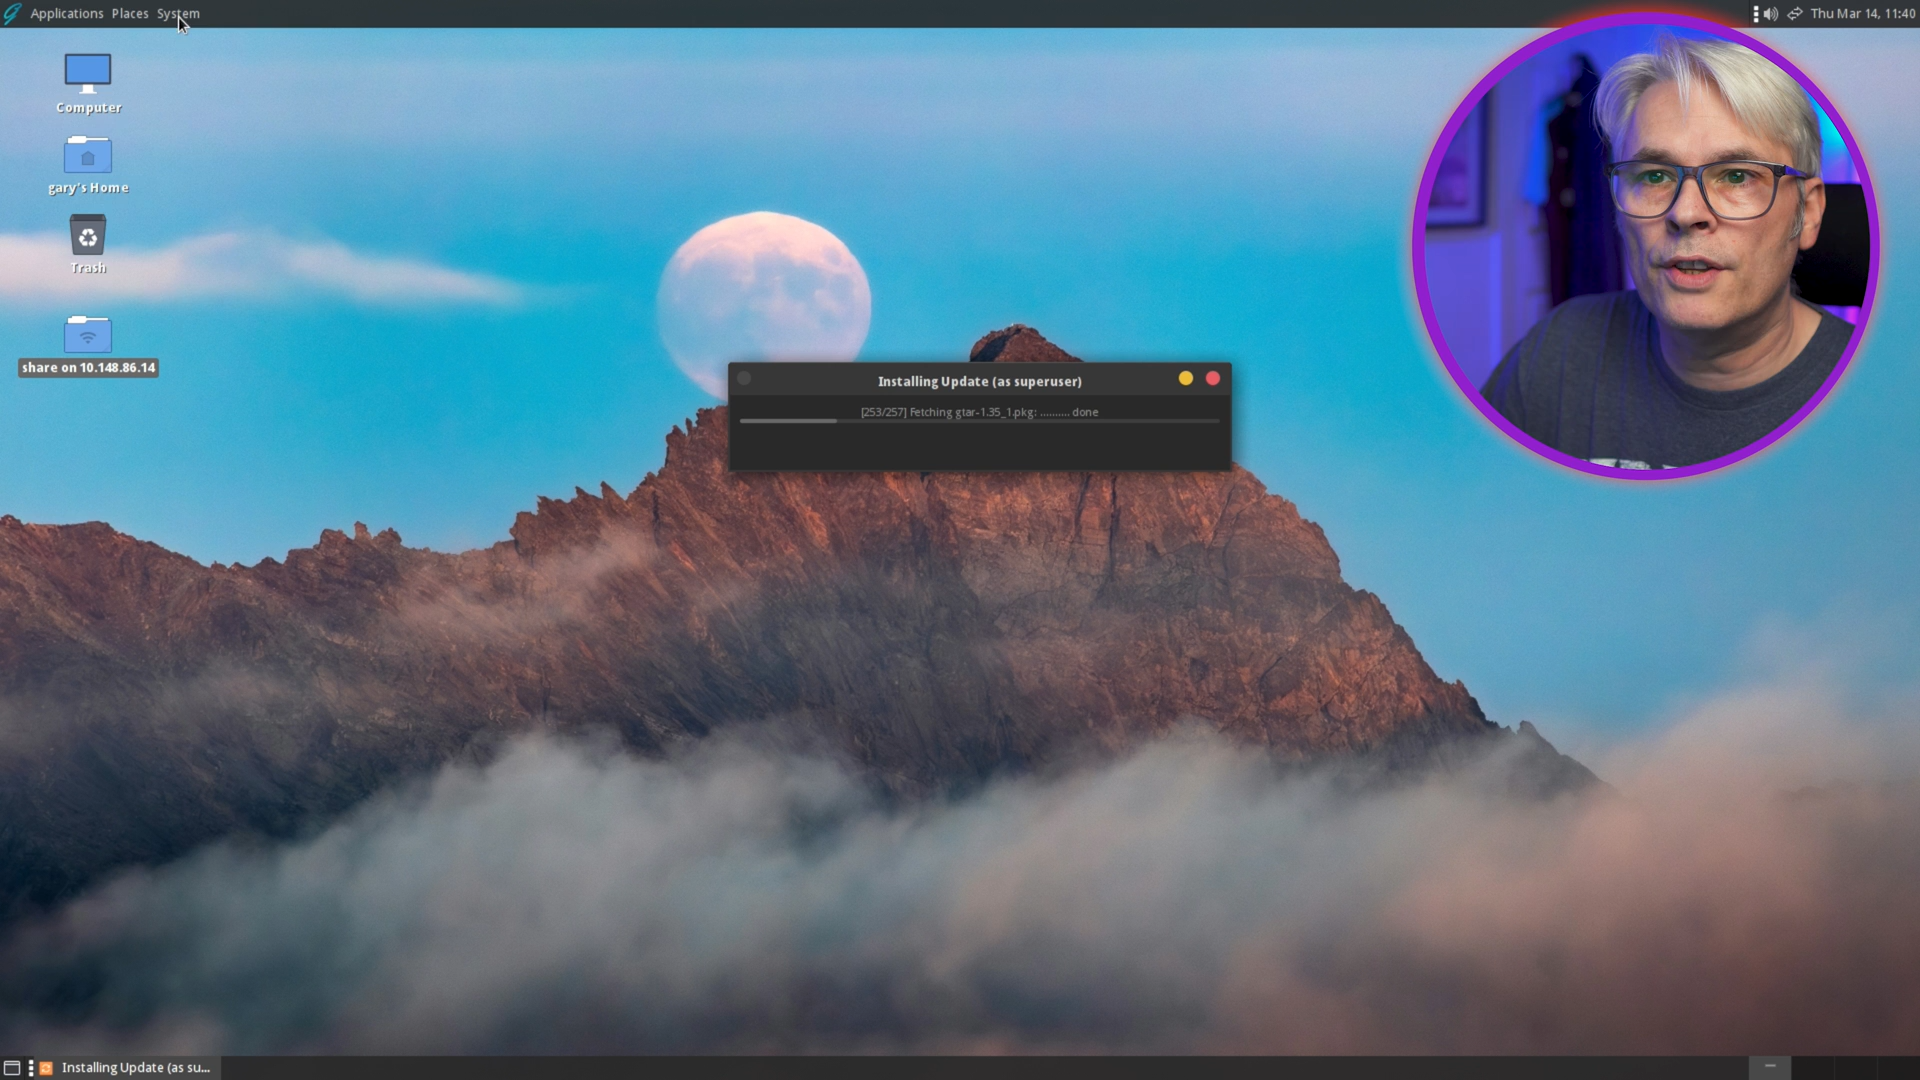 Applications Places System
Thu Mar 14, 11:40
Computer
gary's Home
Trash
share on 10.148.86.14
Installing Update (as superuser)
[253/257] Fetching gtar-1.35_1.pkg: .......... done
Installing Update (as su...